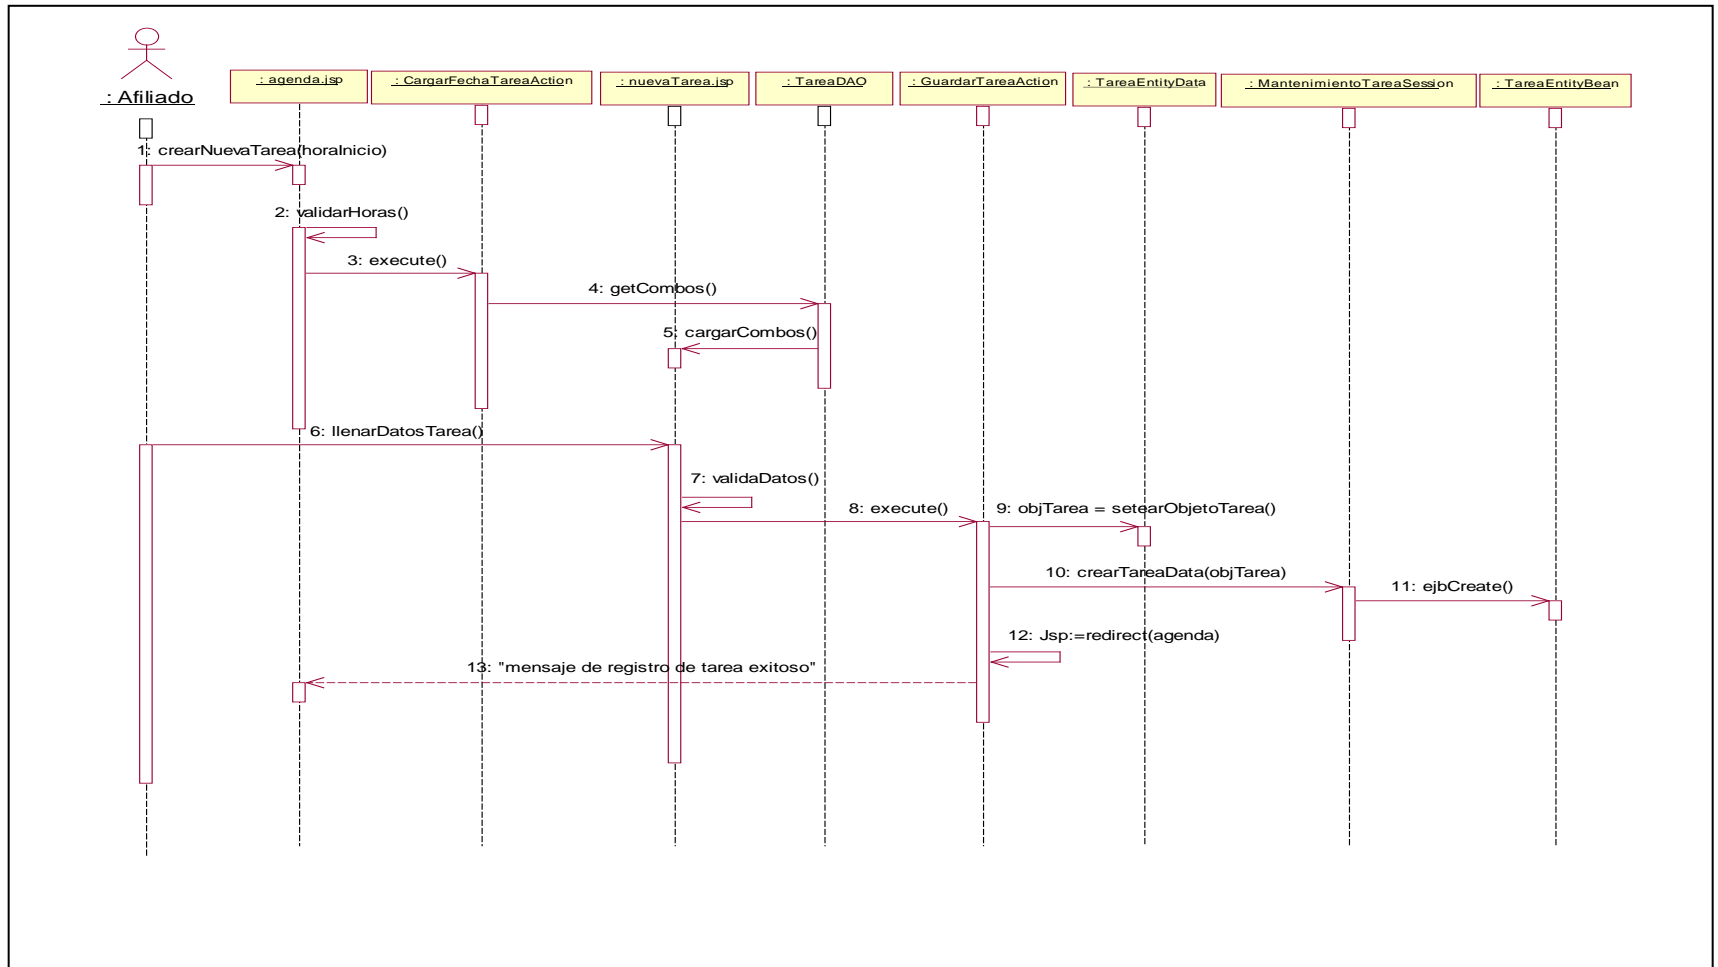 : Afiliado
: agenda.jsp
: CargarFechaTareaAction
: nuevaTarea.jsp
: TareaDAO
: GuardarTareaAction
: TareaEntityData
: MantenimientoTareaSession
: TareaEntityBean
1: crearNuevaTarea(horaInicio)
2: validarHoras()
3: execute()
4: getCombos()
5: cargarCombos()
6: llenarDatosTarea()
7: validaDatos()
8: execute()
9: objTarea = setearObjetoTarea()
10: crearTareaData(objTarea)
11: ejbCreate()
12: Jsp:=redirect(agenda)
13: "mensaje de registro de tarea exitoso"